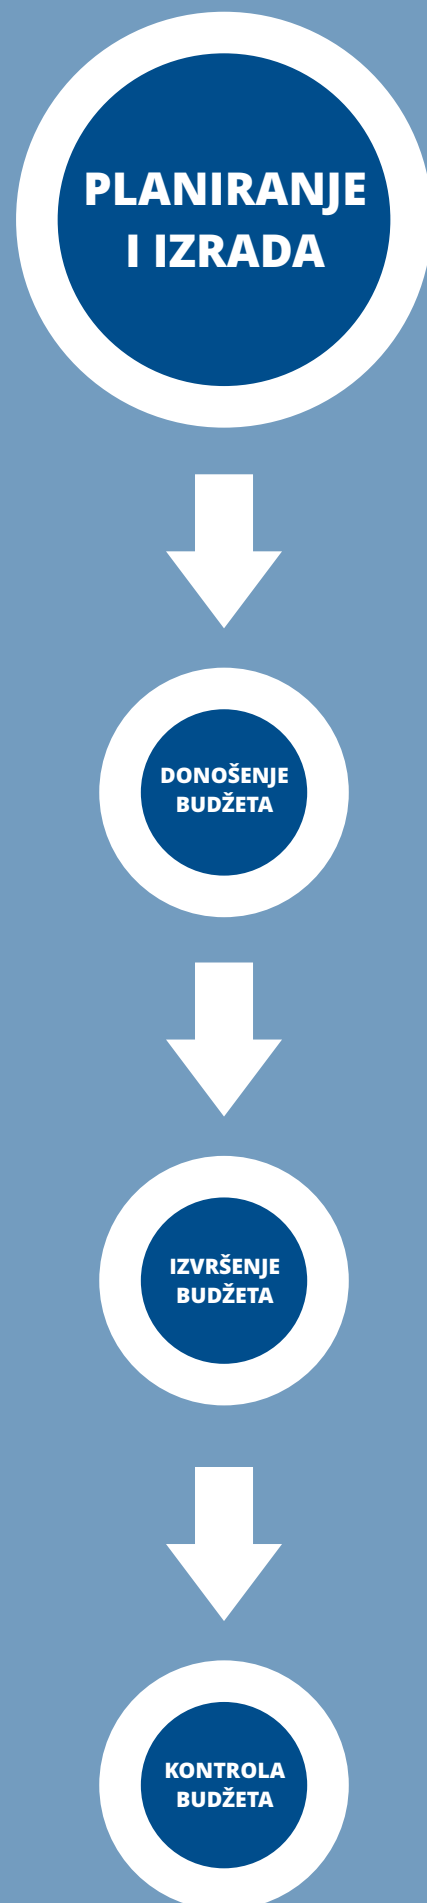 PLANIRANJE
I IZRADA
DONOŠENJE
BUDŽETA
IZVRŠENJE
BUDŽETA
KONTROLA
BUDŽETA